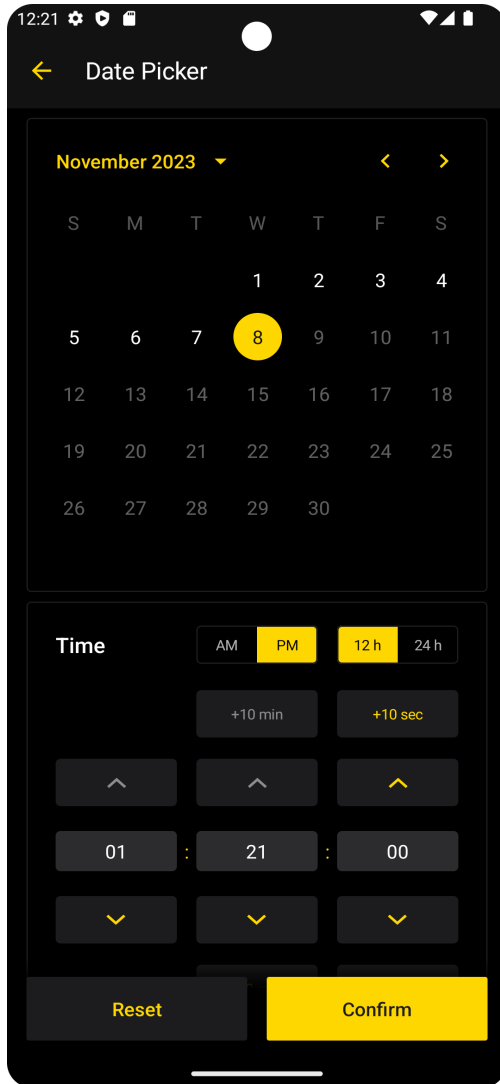 12:21
Date Picker
November 2023
S M T W T F S
1 2 3 4
5 6 7 8 9 10 11
12 13 14 15 16 17 18
19 20 21 22 23 24 25
26 27 28 29 30
Time AM PM 12 h 24 h
+10 min +10 sec
01 : 21 : 00
Reset Confirm